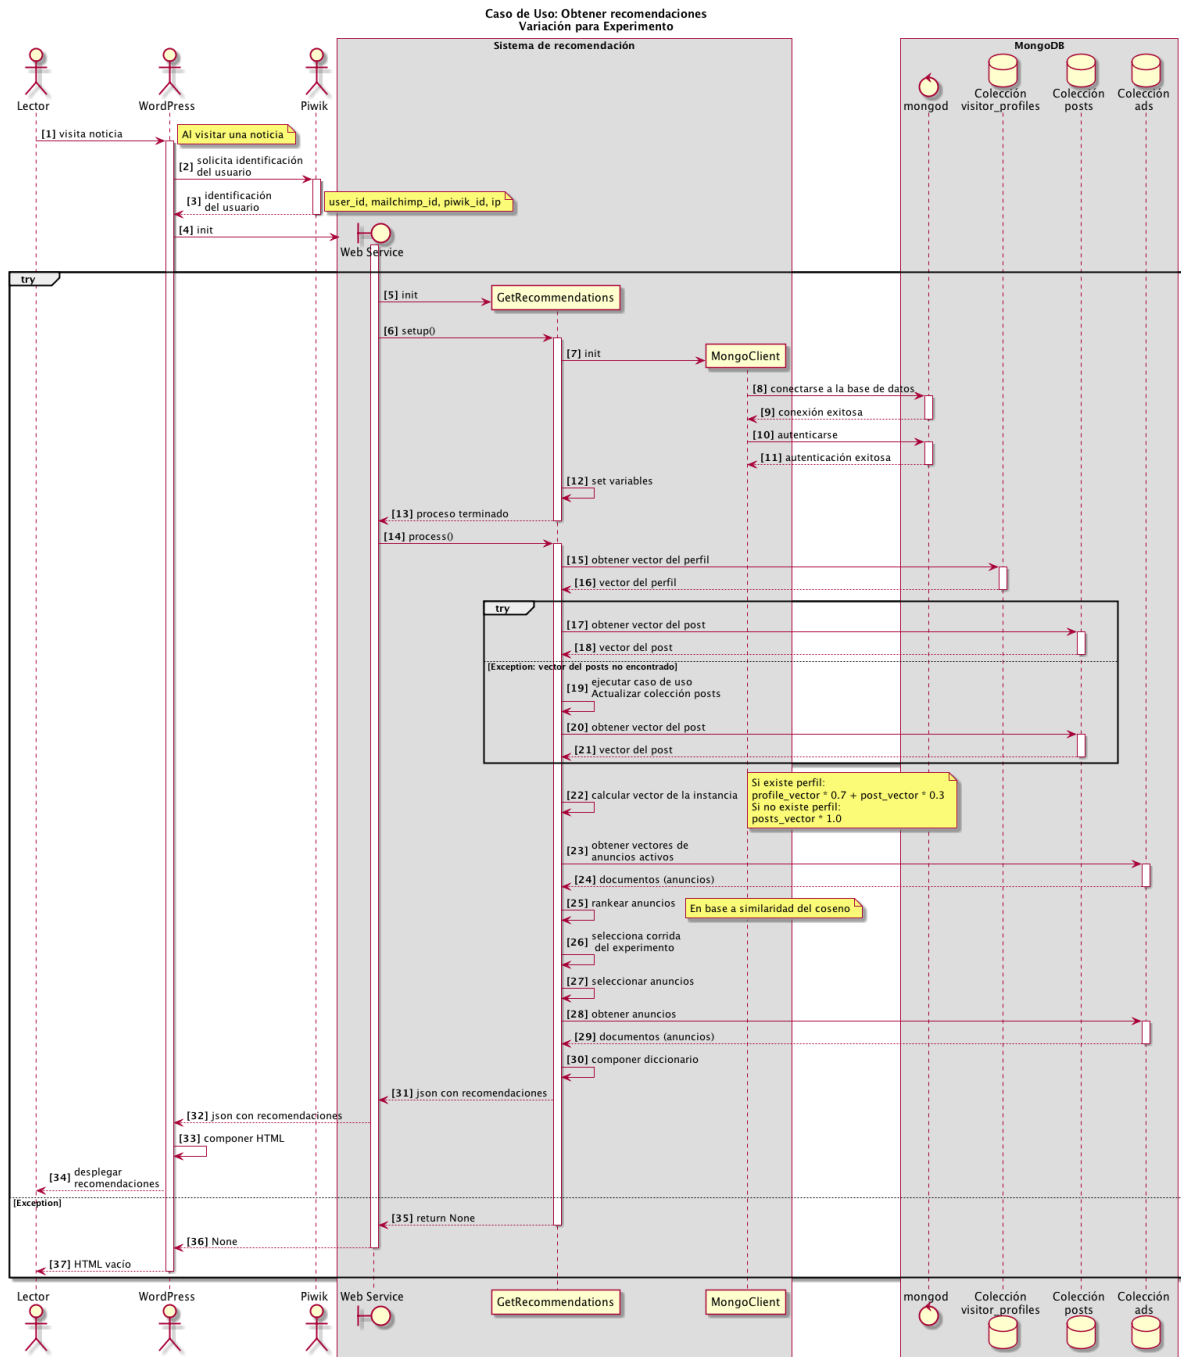 Caso de Uso: Obtener recomendaciones
Variación para Experimento
Sistema de recomendación
MongoDB
Lector
WordPress
Piwik
mongod
Colección
visitor_profiles
Colección
posts
Colección
ads
[1] visita noticia
Al visitar una noticia
[2] solicita identificación
del usuario
[3] identificación
del usuario
user_id, mailchimp_id, piwik_id, ip
[4] init
Web Service
try
[5] init
GetRecommendations
[6] setup()
[7] init
MongoClient
[8] conectarse a la base de datos
[9] conexión exitosa
[10] autenticarse
[11] autenticación exitosa
[12] set variables
[13] proceso terminado
[14] process()
[15] obtener vector del perfil
[16] vector del perfil
try
[17] obtener vector del post
[18] vector del post
[Exception: vector del posts no encontrado]
[19] ejecutar caso de uso
Actualizar colección posts
[20] obtener vector del post
[21] vector del post
[22] calcular vector de la instancia
Si existe perfil:
profile_vector * 0.7 + post_vector * 0.3
Si no existe perfil:
posts_vector * 1.0
[23] obtener vectores de
anuncios activos
[24] documentos (anuncios)
[25] rankear anuncios
En base a similaridad del coseno
[26] selecciona corrida
del experimento
[27] seleccionar anuncios
[28] obtener anuncios
[29] documentos (anuncios)
[30] componer diccionario
[31] json con recomendaciones
[32] json con recomendaciones
[33] componer HTML
[34] desplegar
recomendaciones
[Exception]
[35] return None
[36] None
[37] HTML vacío
Lector
WordPress
Piwik
Web Service
GetRecommendations
MongoClient
mongod
Colección
visitor_profiles
Colección
posts
Colección
ads